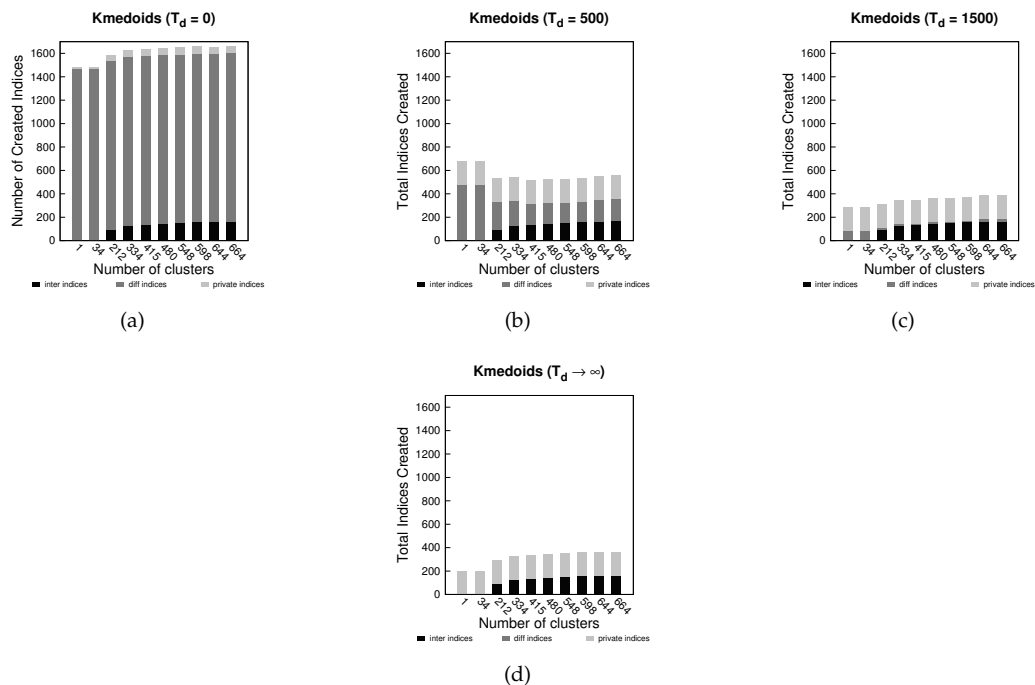 Kmedoids (T_d = 0)
Number of Created Indices
1600
1400
1200
1000
800
600
400
200
0
1 34 212 334 415 480 548 598 644 664
Number of clusters
inter indices diff indices private indices
(a)
Kmedoids (T_d = 500)
Total Indices Created
1600
1400
1200
1000
800
600
400
200
0
1 34 212 334 415 480 548 598 644 664
Number of clusters
inter indices diff indices private indices
(b)
Kmedoids (T_d = 1500)
Total Indices Created
1600
1400
1200
1000
800
600
400
200
0
1 34 212 334 415 480 548 598 644 664
Number of clusters
inter indices diff indices private indices
(c)
Kmedoids (T_d → ∞)
Total Indices Created
1600
1400
1200
1000
800
600
400
200
0
1 34 212 334 415 480 548 598 644 664
Number of clusters
inter indices diff indices private indices
(d)